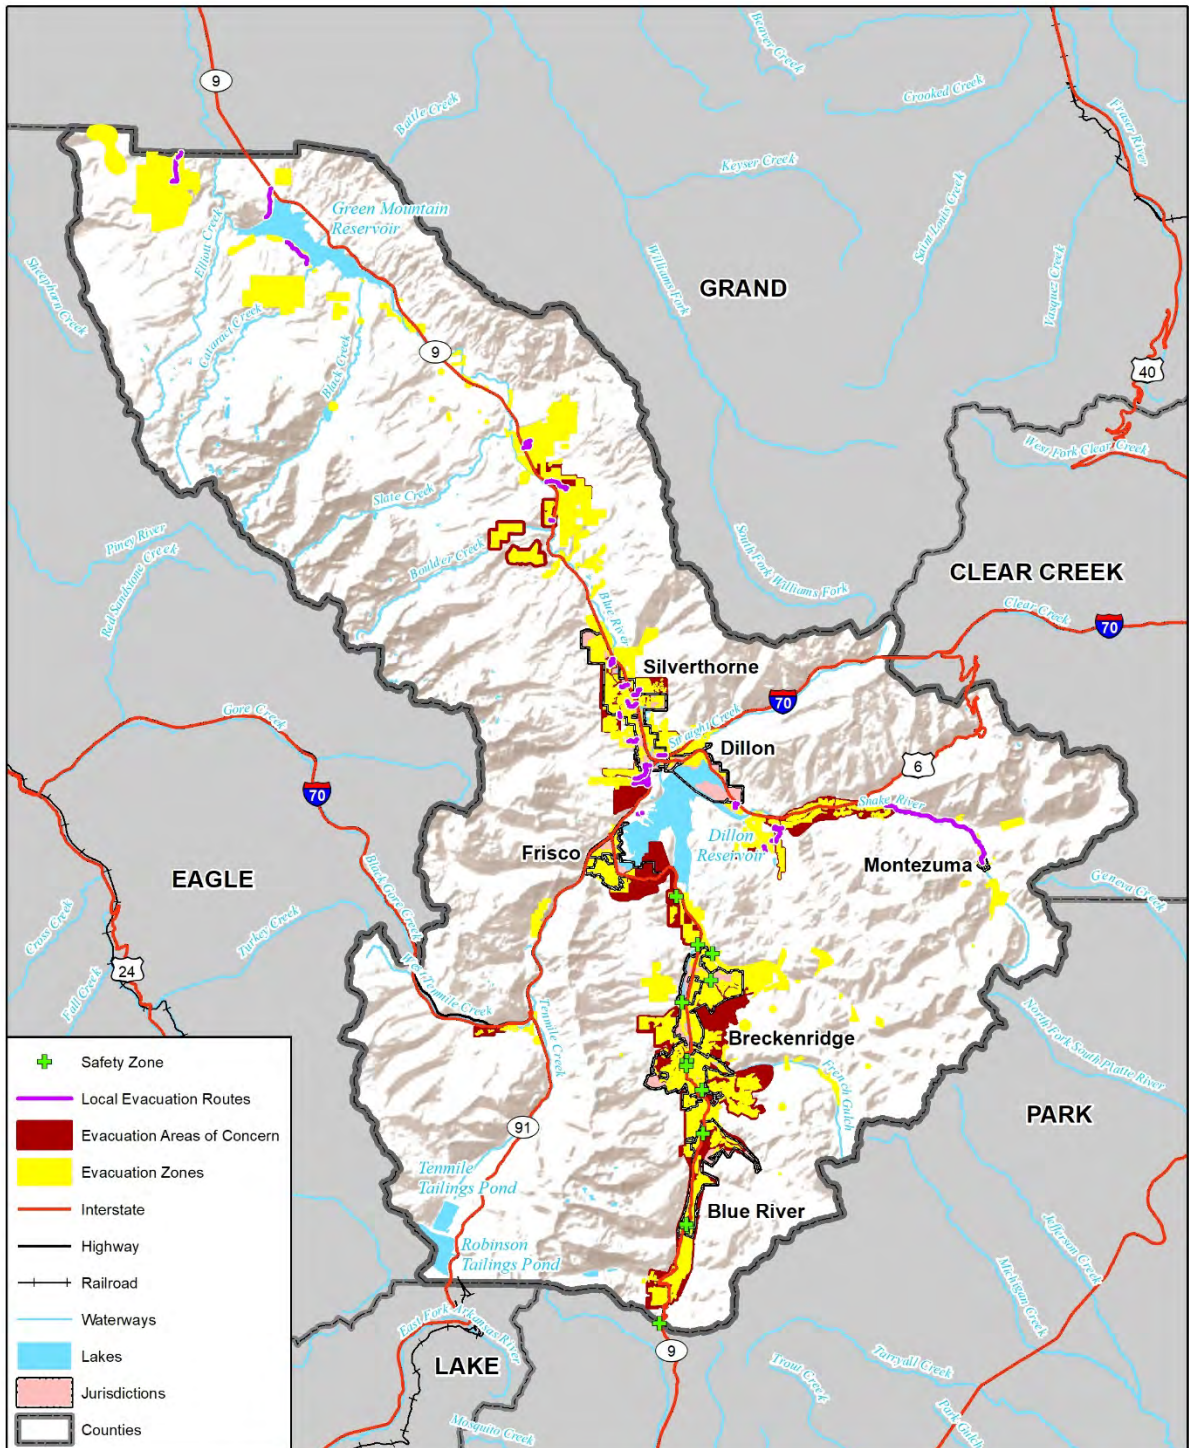 Beaver Creek
9
Crooked Creek
Battle Creek
Fraser River
Keyser Creek
Saint Louis Creek
Green Mountain
Reservoir
Elliott Creek
Sheephorn Creek
Williams Fork
GRAND
Vasquez Creek
Cataract Creek
9
Black Creek
40
West Fork Clear Creek
Slate Creek
Piney River
Red Sandstone Creek
Boulder Creek
South Fork Williams Fork
CLEAR CREEK
Blue River
Clear Creek
70
Silverthorne
70
Gore Creek
Straight Creek
Dillon
6
70
Snake River
Dillon
Reservoir
Frisco
Montezuma
EAGLE
Black Gore Creek
Geneva Creek
Cross Creek
Turkey Creek
24
Fall Creek
West Tenmile Creek
Tenmile Creek
North Fork South Platte River
Breckenridge
French Gulch
PARK
91
Tenmile
Tailings Pond
Blue River
Robinson
Tailings Pond
Jefferson Creek
Michigan Creek
East Fork Arkansas River
9
LAKE
Tarryall Creek
Trout Creek
Park Gulch
Mosquito Creek
Safety Zone
Local Evacuation Routes
Evacuation Areas of Concern
Evacuation Zones
Interstate
Highway
Railroad
Waterways
Lakes
Jurisdictions
Counties